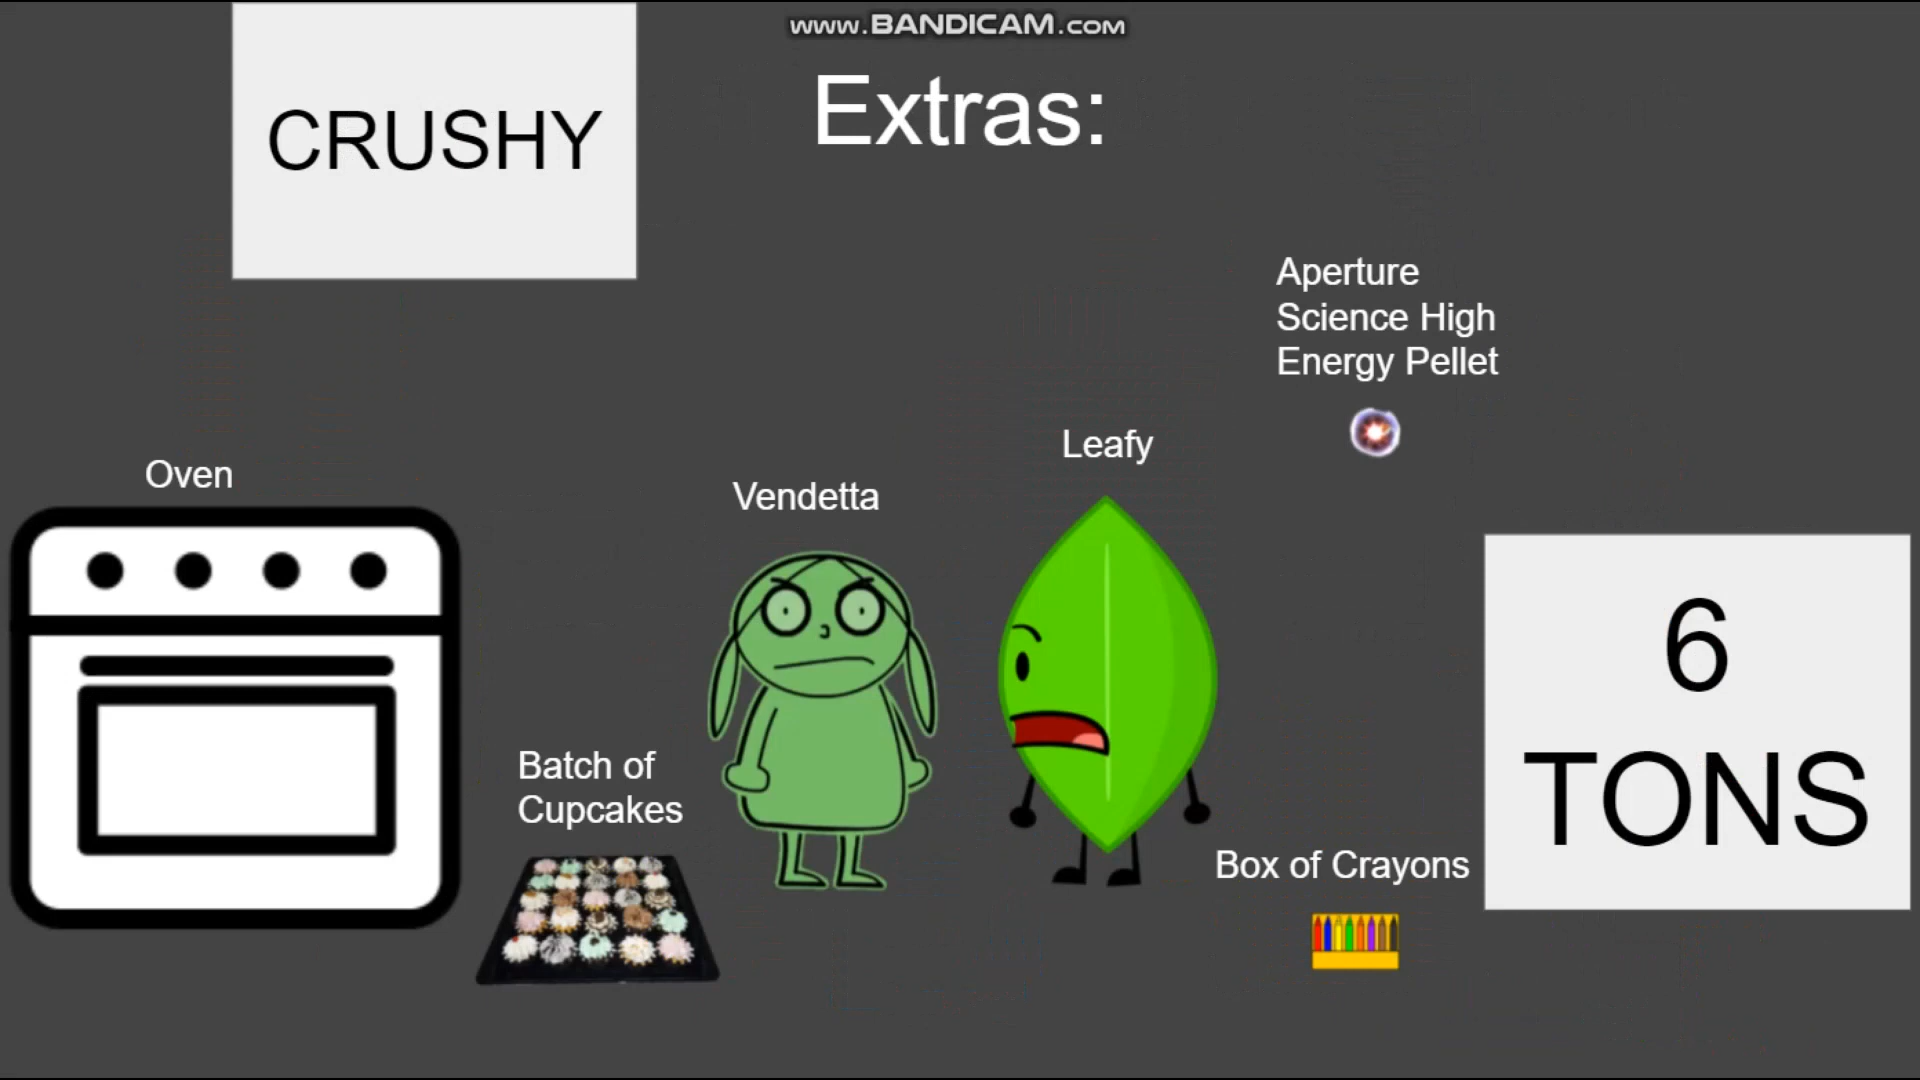 www.BANDICAM.com
CRUSHY
Extras:
Aperture
Science High
Energy Pellet
Leafy
Oven
Vendetta
6
TONS
Batch of
Cupcakes
Box of Crayons